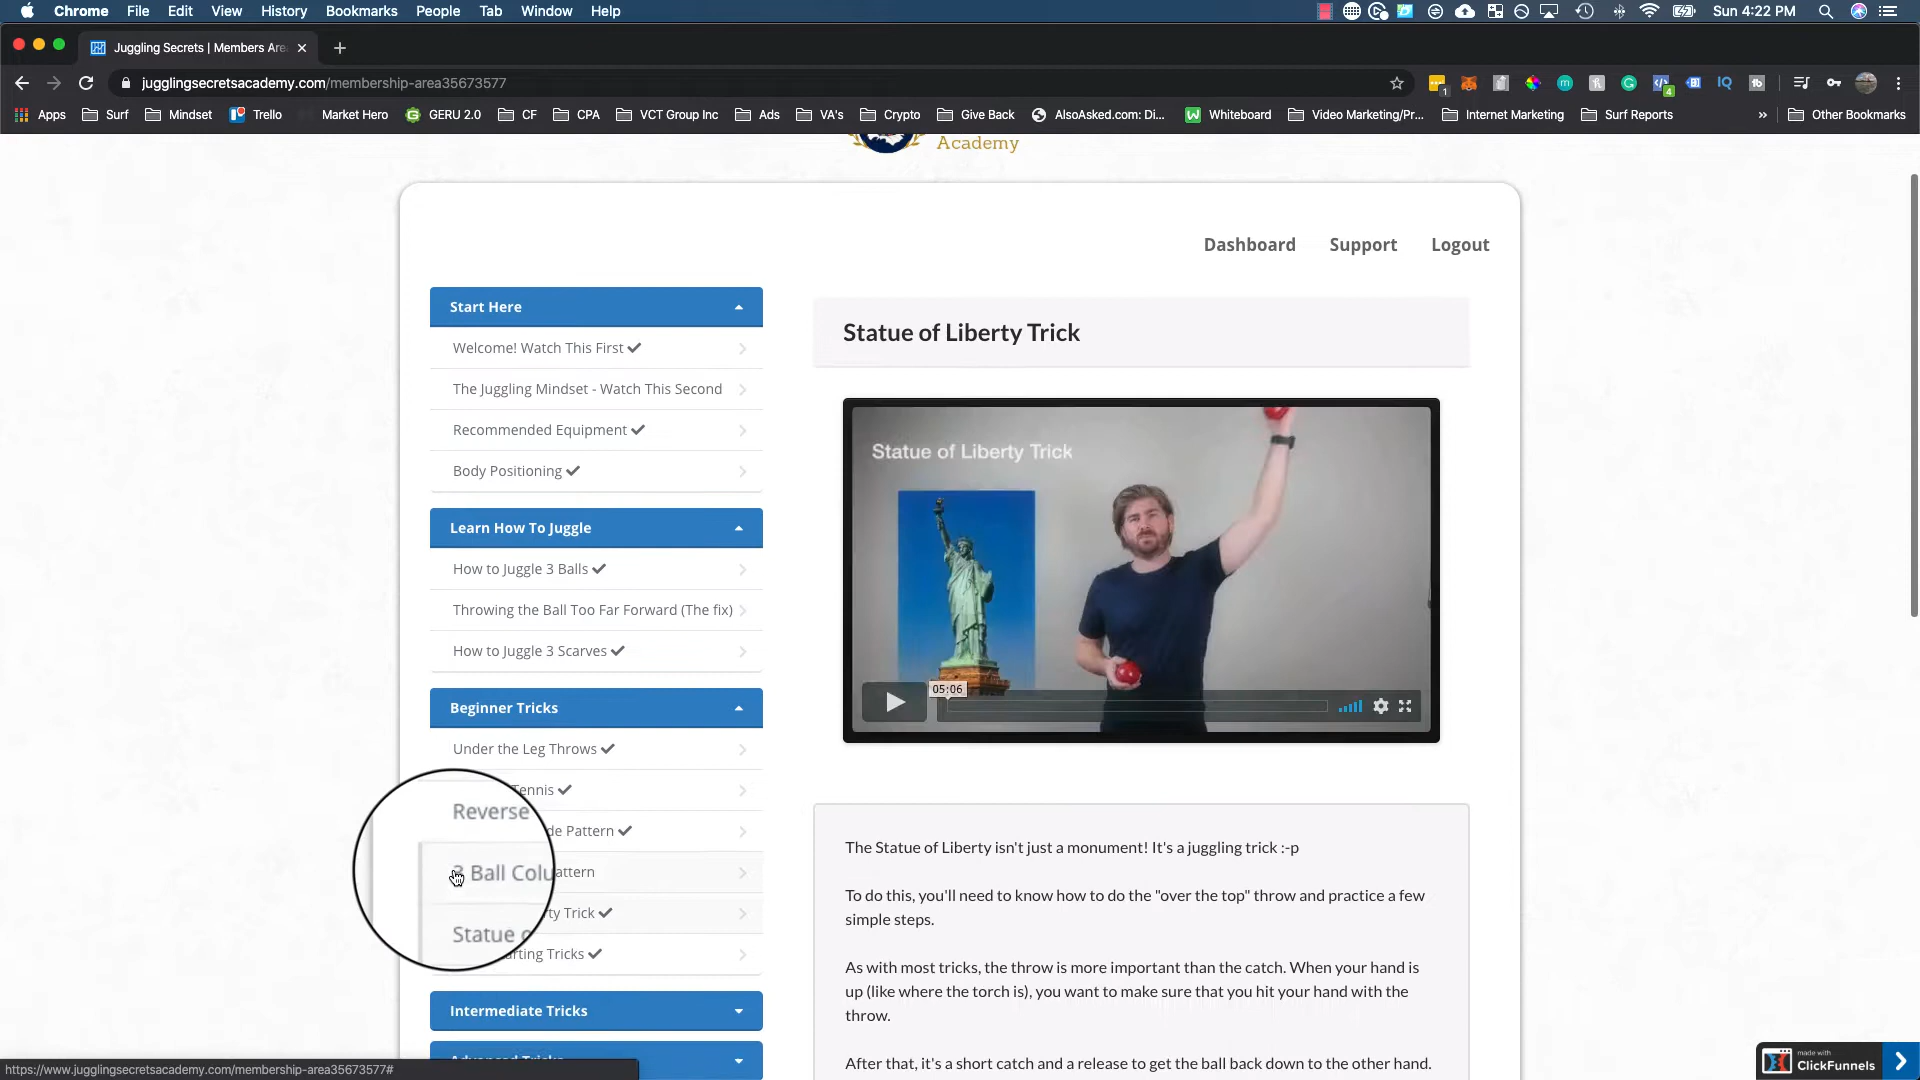 Chrome File Edit View History Bookmarks People Tab Window Help Sun 4:22 PM
Juggling Secrets | Members Are
jugglingsecretsacademy.com/membership-area35673577
1 4 IQ tb
Apps Surf Mindset Trello Market Hero GERU 2.0 CF CPA VCT Group Inc Ads VA's Crypto Give Back AlsoAsked.com: Di... Whiteboard Video Marketing/Pr... Internet Marketing Surf Reports » Other Bookmarks
Academy
Dashboard Support Logout
Start Here
Welcome! Watch This First
The Juggling Mindset - Watch This Second
Recommended Equipment
Body Positioning
Learn How To Juggle
How to Juggle 3 Balls
Throwing the Ball Too Far Forward (The fix)
How to Juggle 3 Scarves
Beginner Tricks
Under the Leg Throws
Tennis
Reverse
de Pattern
3 Ball Colu
attern
ty Trick
Statue o
arting Tricks
Intermediate Tricks
Advanced Tricks
Statue of Liberty Trick
Statue of Liberty Trick
05:06
The Statue of Liberty isn't just a monument! It's a juggling trick :-p
To do this, you'll need to know how to do the "over the top" throw and practice a few
simple steps.
As with most tricks, the throw is more important than the catch. When your hand is
up (like where the torch is), you want to make sure that you hit your hand with the
throw.
After that, it's a short catch and a release to get the ball back down to the other hand.
https://www.jugglingsecretsacademy.com/membership-area35673577#
made with
ClickFunnels